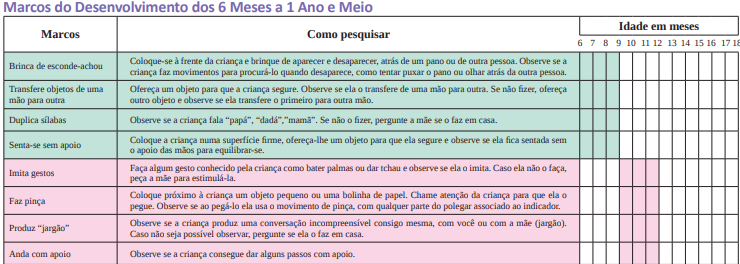 Marcos do Desenvolvimento dos 6 Meses a 1 Ano e Meio
Marcos
Como pesquisar
Idade em meses
6 7 8 9 10 11 12 13 14 15 16 17 18
Brinca de esconde-achou
Coloque-se à frente da criança e brinque de aparecer e desaparecer, atrás de um pano ou de outra pessoa. Observe se a
criança faz movimentos para procurá-lo quando desaparece, como tentar puxar o pano ou olhar atrás da outra pessoa.
Transfere objetos de uma
mão para outra
Ofereça um objeto para que a criança segure. Observe se ela o transfere de uma mão para outra. Se não fizer, ofereça
outro objeto e observe se ela transfere o primeiro para outra mão.
Duplica sílabas
Observe se a criança fala “papá”, “dadá”,”mamã”. Se não o fizer, pergunte a mãe se o faz em casa.
Senta-se sem apoio
Coloque a criança numa superfície firme, ofereça-lhe um objeto para que ela segure e observe se ela fica sentada sem
o apoio das mãos para equilibrar-se.
Imita gestos
Faça algum gesto conhecido pela criança como bater palmas ou dar tchau e observe se ela o imita. Caso ela não o faça,
peça a mãe para estimulá-la.
Faz pinça
Coloque próximo à criança um objeto pequeno ou uma bolinha de papel. Chame atenção da criança para que ela o
pegue. Observe se ao pegá-lo ela usa o movimento de pinça, com qualquer parte do polegar associado ao indicador.
Produz “jargão”
Observe se a criança produz uma conversação incompreensível consigo mesma, com você ou com a mãe (jargão).
Caso não seja possível observar, pergunte se ela o faz em casa.
Anda com apoio
Observe se a criança consegue dar alguns passos com apoio.